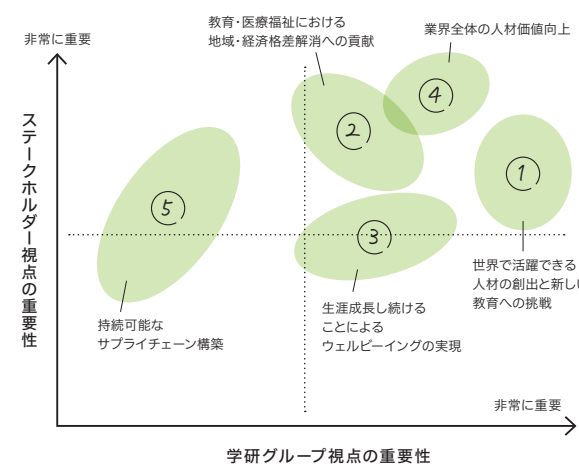 教育・医療福祉における
地域・経済格差解消への貢献
業界全体の人材価値向上
非常に重要
ステークホルダー視点の重要性
4
2
1
5
3
世界で活躍できる
人材の創出と新しい
教育への挑戦
生涯成長し続ける
ことによる
ウェルビーイングの実現
持続可能な
サプライチェーン構築
非常に重要
学研グループ視点の重要性